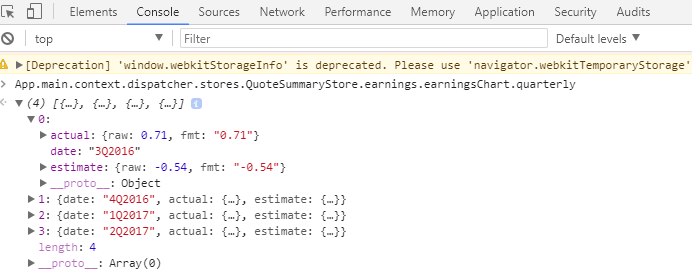 Elements Console Sources Network Performance Memory Application Security Audits
top Filter Default levels
[Deprecation] 'window.webkitStorageInfo' is deprecated. Please use 'navigator.webkitTemporaryStorage'
App.main.context.dispatcher.stores.QuoteSummaryStore.earnings.earningsChart.quarterly
(4) [{…}, {…}, {…}, {…}] i
0:
actual: {raw: 0.71, fmt: "0.71"}
date: "3Q2016"
estimate: {raw: -0.54, fmt: "-0.54"}
__proto__: Object
1: {date: "4Q2016", actual: {…}, estimate: {…}}
2: {date: "1Q2017", actual: {…}, estimate: {…}}
3: {date: "2Q2017", actual: {…}, estimate: {…}}
length: 4
__proto__: Array(0)